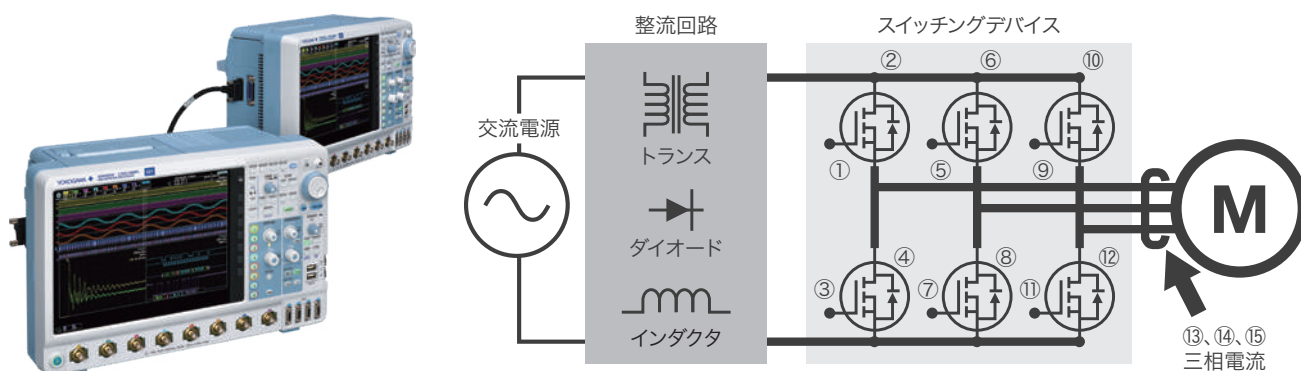 YOKOGAWA
整流回路
スイッチングデバイス
交流電源
トランス
ダイオード
インダクタ
②
⑥
⑩
①
⑤
⑨
④
⑧
⑫
③
⑦
⑪
M
⑬、⑭、⑮
三相電流